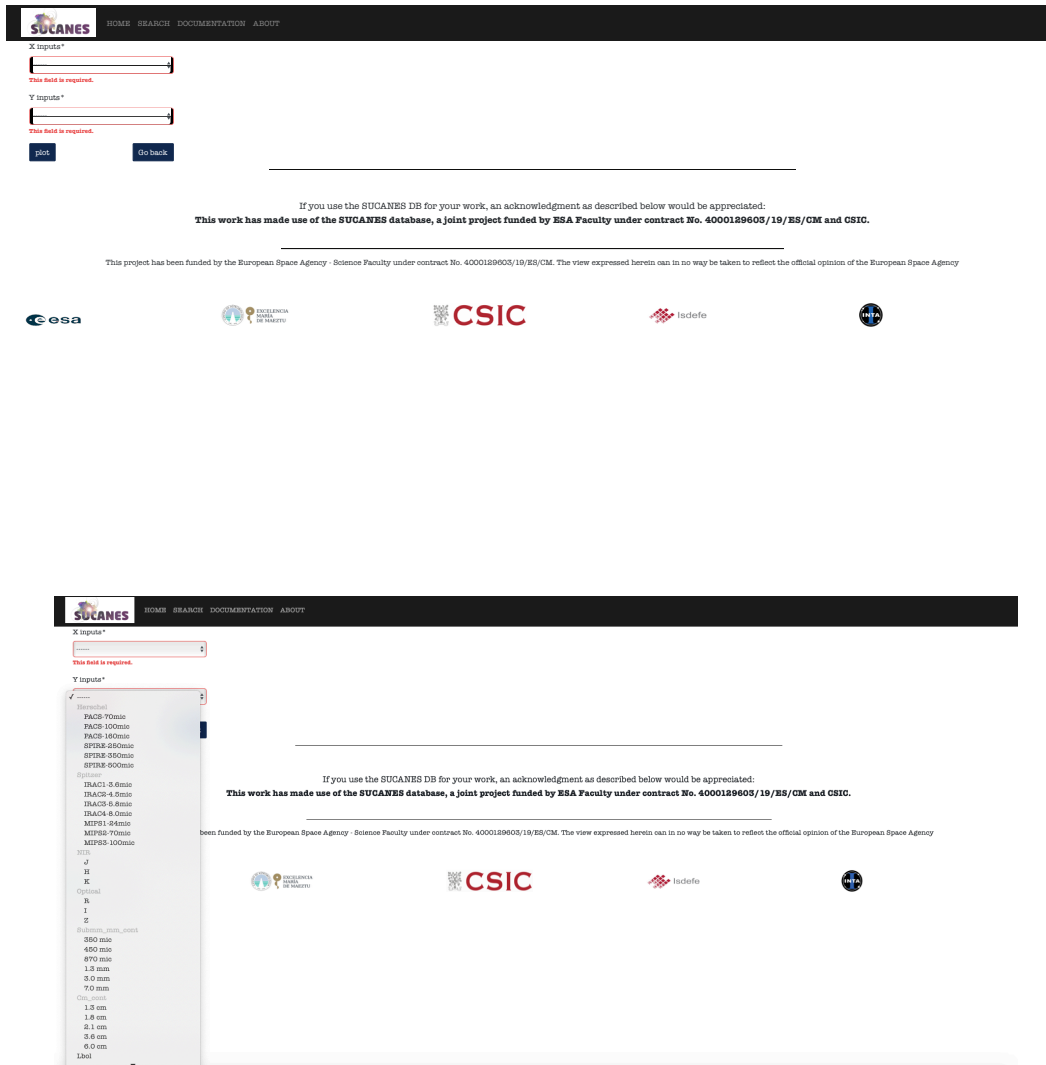 SUCANES HOME SEARCH DOCUMENTATION ABOUT
X inputs*
This field is required.
Y inputs*
This field is required.
plot Go back
If you use the SUCANES DB for your work, an acknowledgment as described below would be appreciated:
This work has made use of the SUCANES database, a joint project funded by ESA Faculty under contract No. 4000129603/19/ES/CM and CSIC.
This project has been funded by the European Space Agency - Science Faculty under contract No. 4000129603/19/ES/CM. The view expressed herein can in no way be taken to reflect the official opinion of the European Space Agency
esa EXCELENCIA MARÍA DE MAEZTU CSIC Isdefe INTA
SUCANES HOME SEARCH DOCUMENTATION ABOUT
X inputs*
------
This field is required.
Y inputs*
✓ ------
Herschel
PACS-70mic
PACS-100mic
PACS-160mic
SPIRE-250mic
SPIRE-350mic
SPIRE-500mic
Spitzer
IRAC1-3.6mic
IRAC2-4.5mic
IRAC3-5.8mic
IRAC4-8.0mic
MIPS1-24mic
MIPS2-70mic
MIPS3-100mic
NIR
J
H
K
Optical
R
I
Z
Submm_mm_cont
350 mic
450 mic
870 mic
1.3 mm
3.0 mm
7.0 mm
Cm_cont
1.3 cm
1.8 cm
2.1 cm
3.6 cm
6.0 cm
Lbol
If you use the SUCANES DB for your work, an acknowledgment as described below would be appreciated:
This work has made use of the SUCANES database, a joint project funded by ESA Faculty under contract No. 4000129603/19/ES/CM and CSIC.
been funded by the European Space Agency - Science Faculty under contract No. 4000129603/19/ES/CM. The view expressed herein can in no way be taken to reflect the official opinion of the European Space Agency
EXCELENCIA MARÍA DE MAEZTU CSIC Isdefe INTA